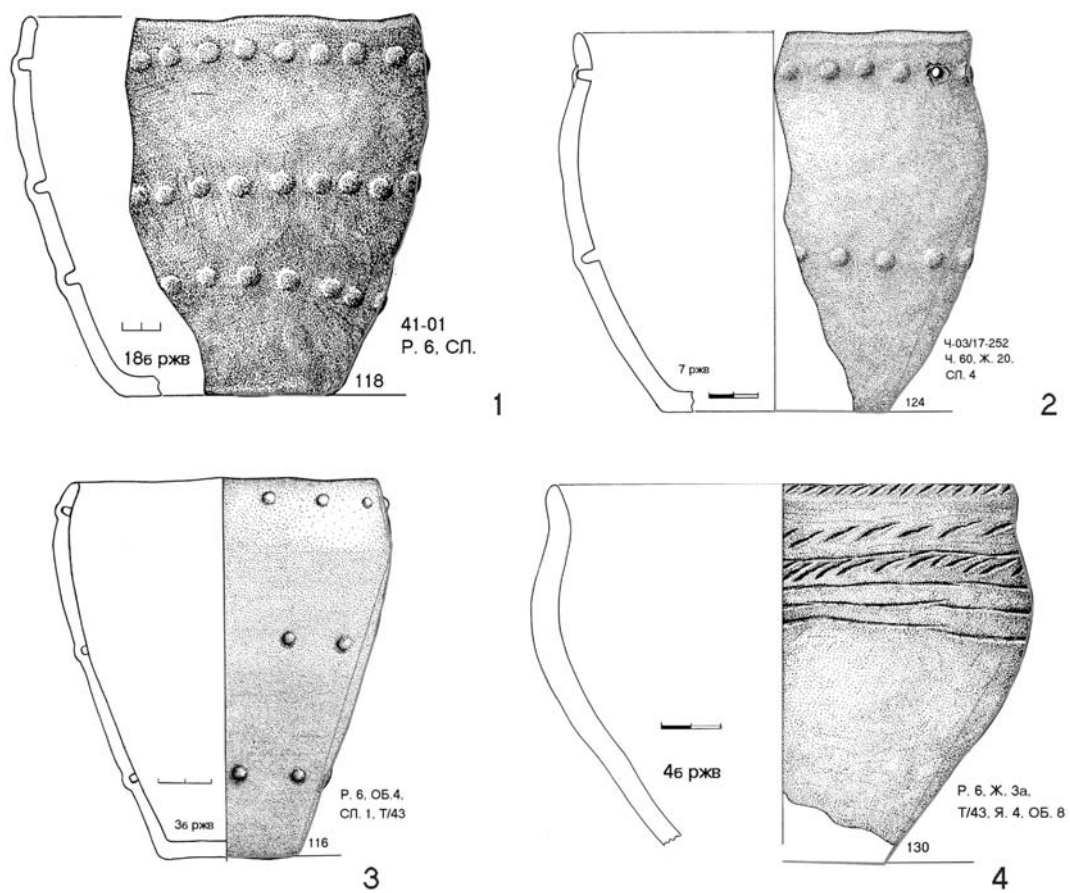 41-01
Р. 6, СЛ.
18б ржв
118
1
Ч-03/17-252
Ч. 60, Ж. 20,
СЛ. 4
7 ржв
124
2
Р. 6, ОБ.4,
СЛ. 1, Т/43
3б ржв
116
3
4б ржв
Р. 6, Ж. 3а,
Т/43, Я. 4, ОБ. 8
130
4